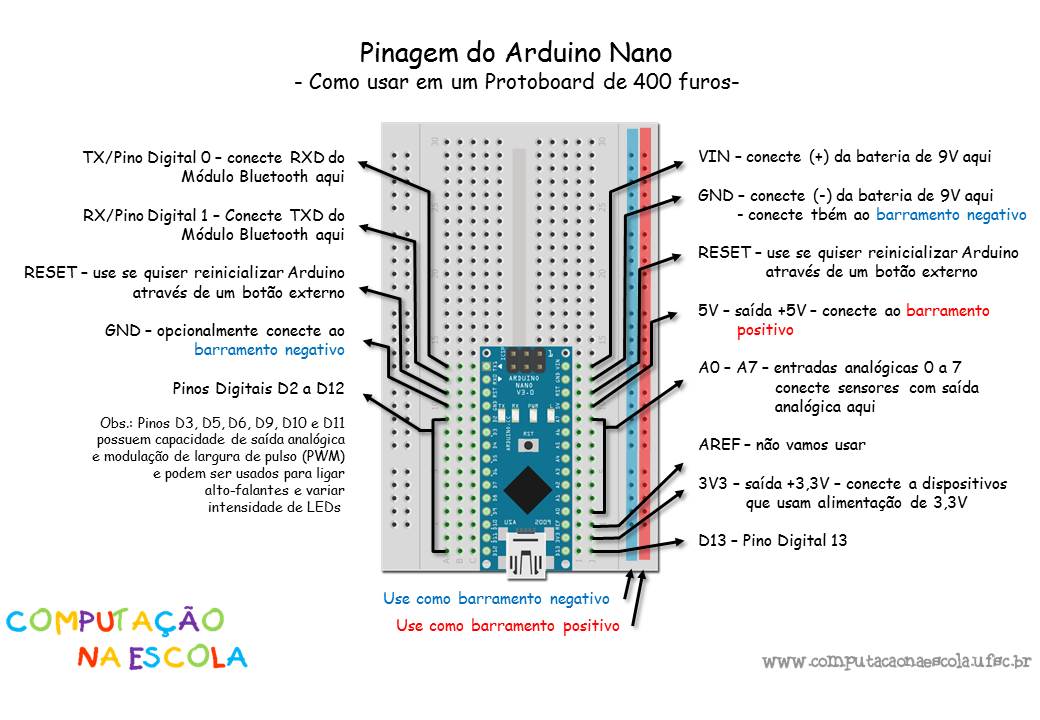 Pinagem do Arduino Nano
- Como usar em um Protoboard de 400 furos-
TX/Pino Digital 0 – conecte RXD do
Módulo Bluetooth aqui
RX/Pino Digital 1 – Conecte TXD do
Módulo Bluetooth aqui
RESET – use se quiser reinicializar Arduino
através de um botão externo
GND – opcionalmente conecte ao
barramento negativo
Pinos Digitais D2 a D12
Obs.: Pinos D3, D5, D6, D9, D10 e D11
possuem capacidade de saída analógica
e modulação de largura de pulso (PWM)
e podem ser usados para ligar
alto-falantes e variar
intensidade de LEDs
VIN – conecte (+) da bateria de 9V aqui
GND – conecte (-) da bateria de 9V aqui
- conecte tbém ao barramento negativo
RESET – use se quiser reinicializar Arduino
através de um botão externo
5V – saída +5V – conecte ao barramento
positivo
A0 – A7 – entradas analógicas 0 a 7
conecte sensores com saída
analógica aqui
AREF – não vamos usar
3V3 – saída +3,3V – conecte a dispositivos
que usam alimentação de 3,3V
D13 – Pino Digital 13
ARDUINO
NANO
V3.0
TX RX PWR L
RST
USA 2009
Use como barramento negativo
Use como barramento positivo
COMPUTAÇÃO
NA ESCOLA
www.computacaonaescola.ufsc.br